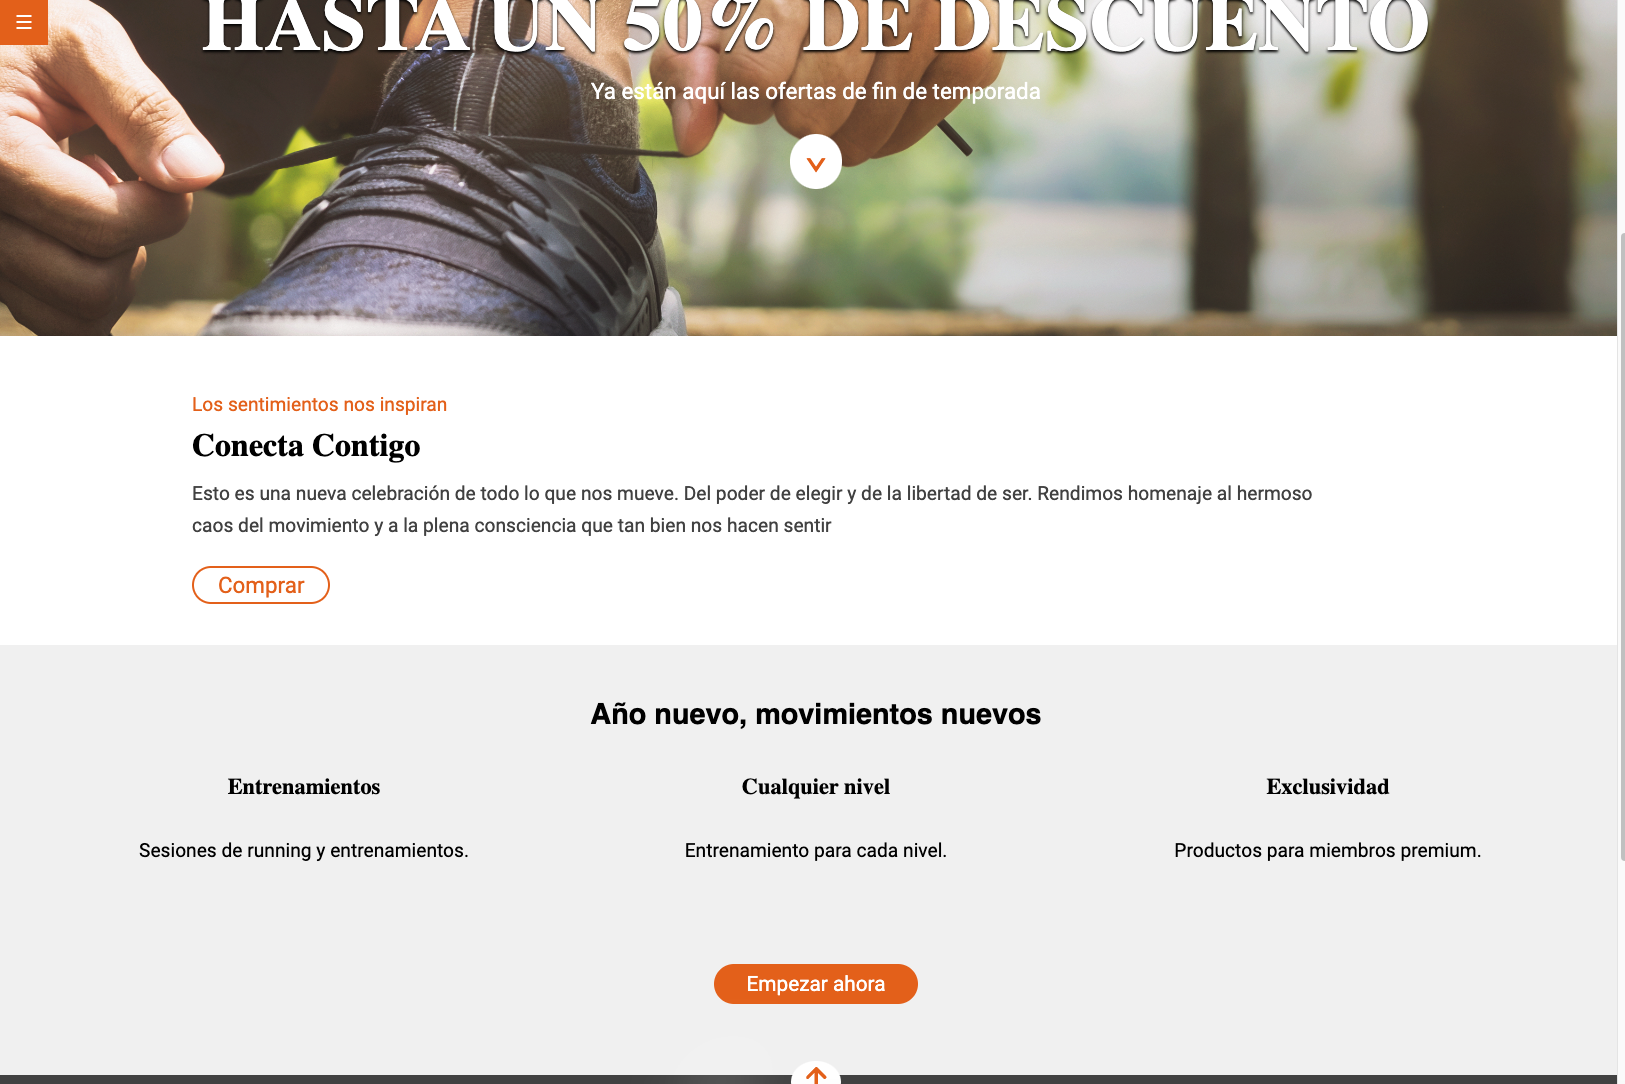 HASTA UN 50% DE DESCUENTO
Ya están aquí las ofertas de fin de temporada
Los sentimientos nos inspiran
Conecta Contigo
Esto es una nueva celebración de todo lo que nos mueve. Del poder de elegir y de la libertad de ser. Rendimos homenaje al hermoso
caos del movimiento y a la plena consciencia que tan bien nos hacen sentir
Comprar
Año nuevo, movimientos nuevos
Entrenamientos
Cualquier nivel
Exclusividad
Sesiones de running y entrenamientos.
Entrenamiento para cada nivel.
Productos para miembros premium.
Empezar ahora